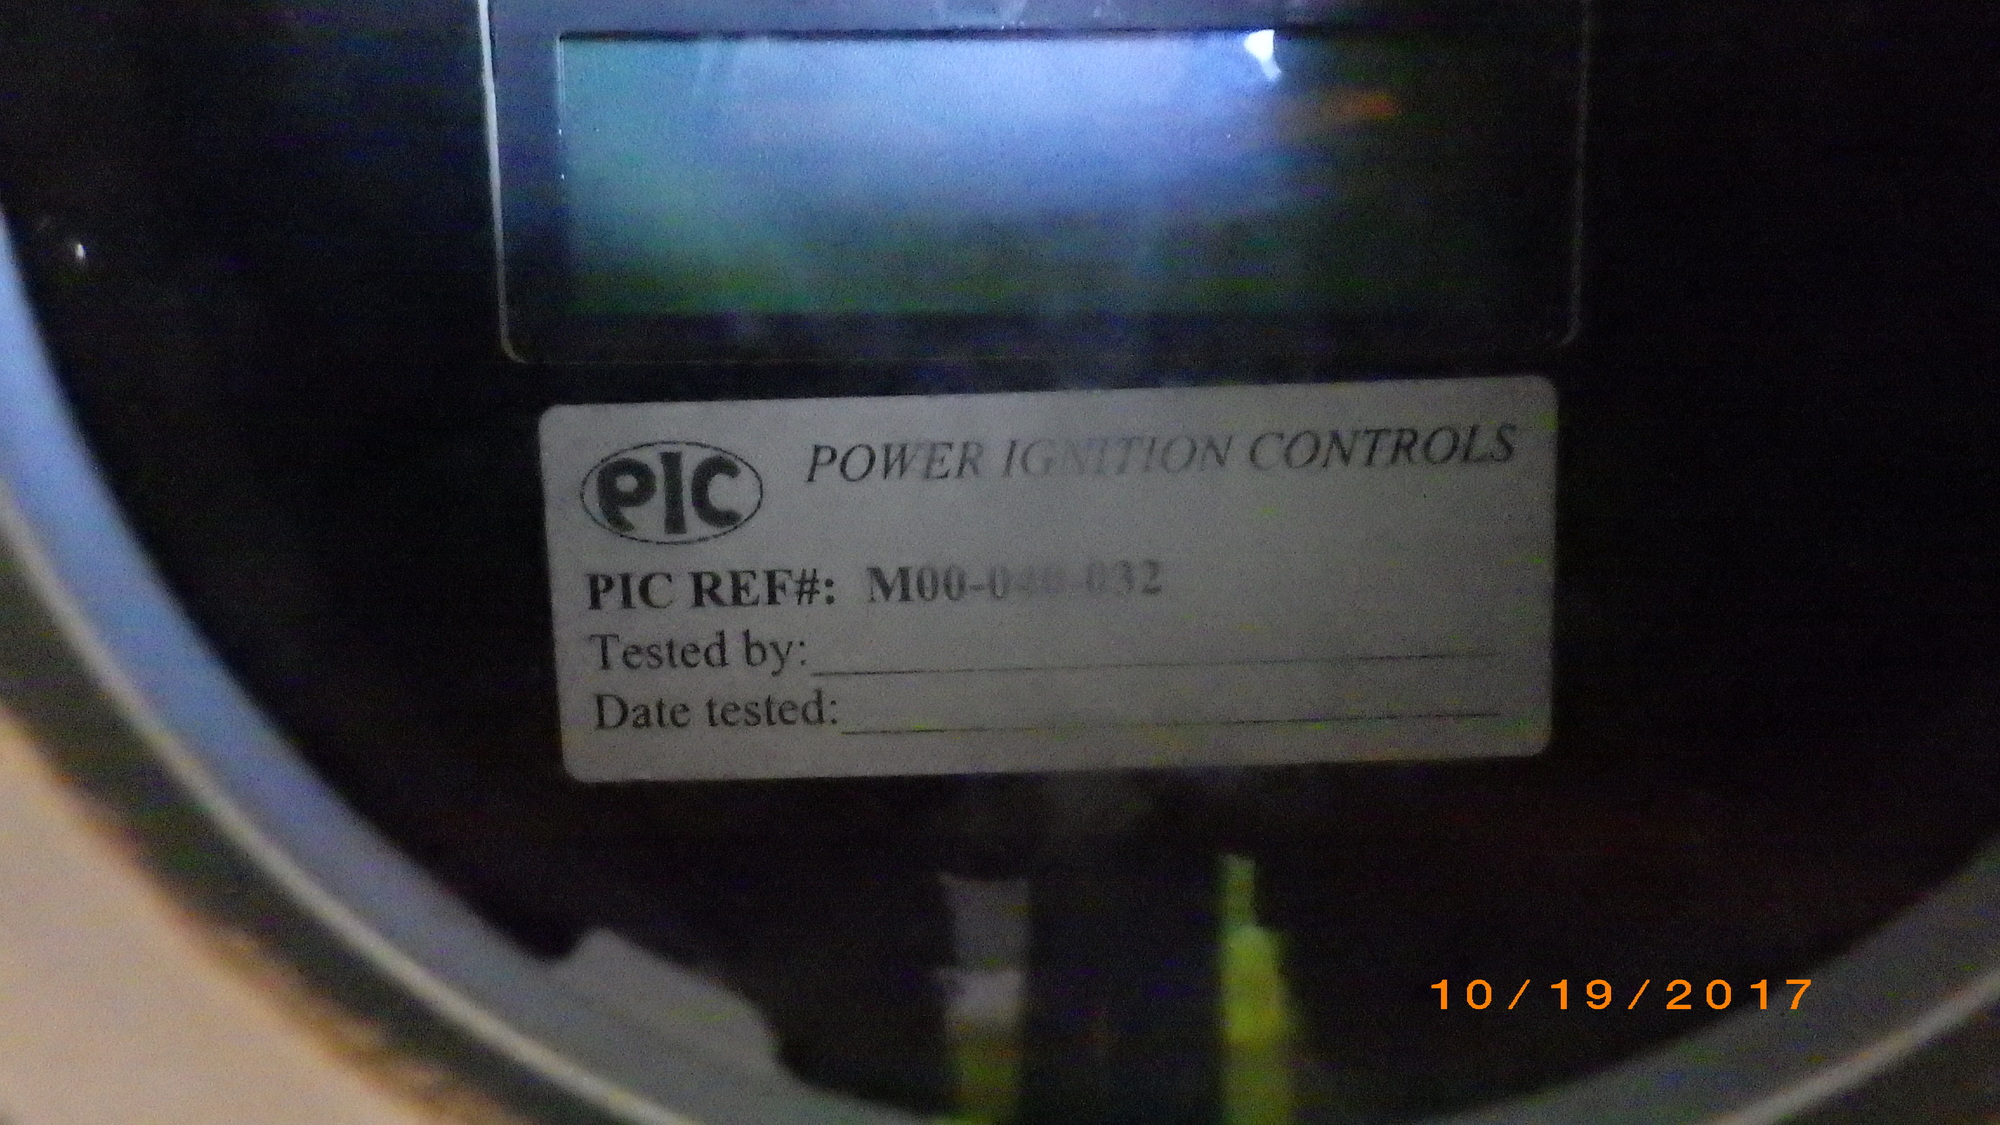 PIC
POWER IGNITION CONTROLS
PIC REF#:
Tested by:
Date tested:
10/19/2017